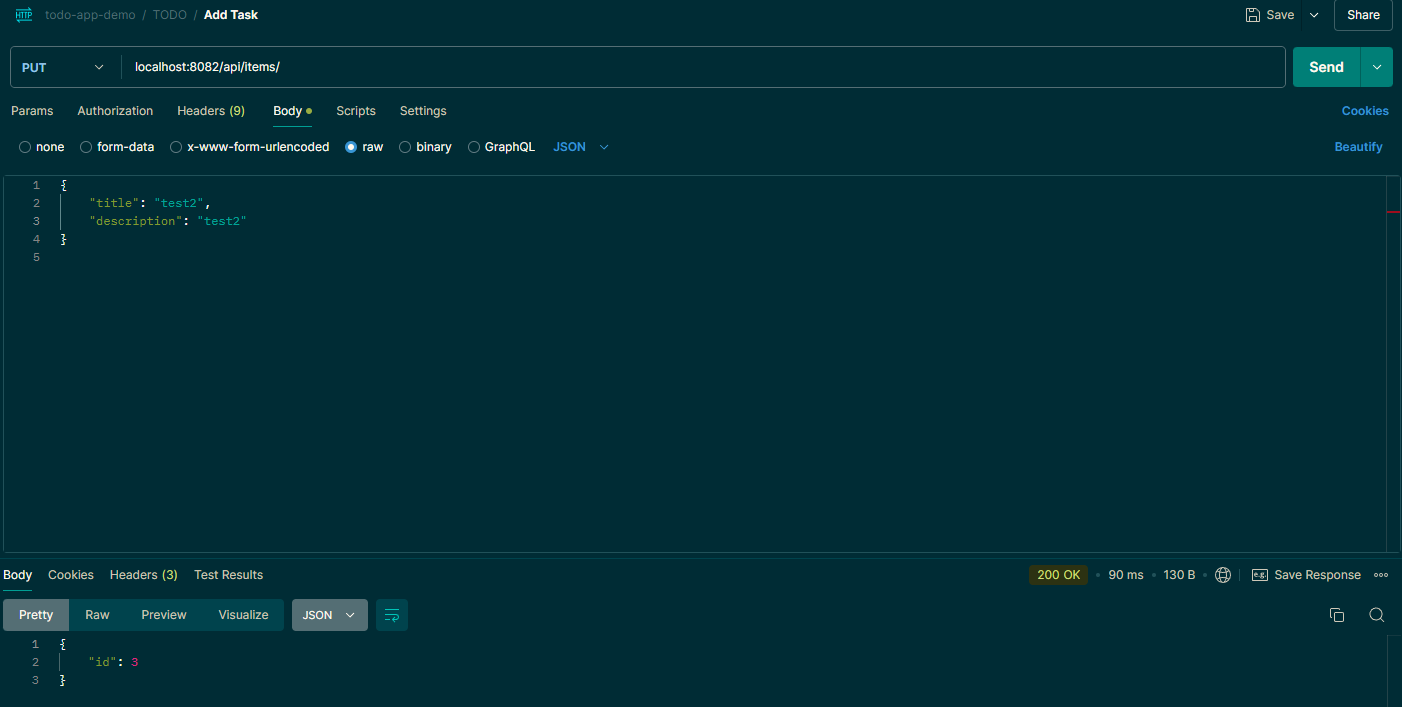 HTTP todo-app-demo / TODO / Add Task Save Share
PUT localhost:8082/api/items/ Send
Params Authorization Headers (9) Body Scripts Settings Cookies
none form-data x-www-form-urlencoded raw binary GraphQL JSON Beautify
1 {
2 "title": "test2",
3 "description": "test2"
4 }
5
Body Cookies Headers (3) Test Results 200 OK • 90 ms • 130 B • e.g. Save Response
Pretty Raw Preview Visualize JSON
1 {
2 "id": 3
3 }